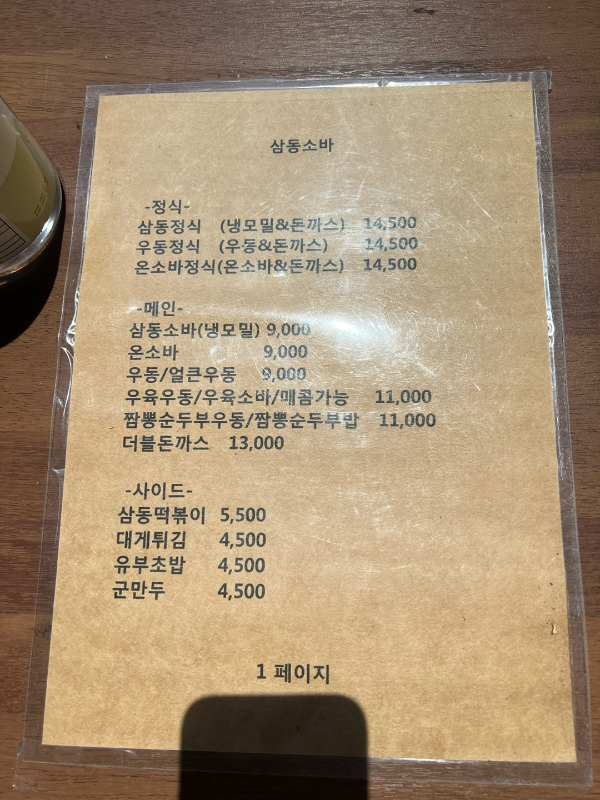 삼동소바
-정식-
삼동정식 (냉모밀&돈까스) 14,500
우동정식 (우동&돈까스) 14,500
온소바정식(온소바&돈까스) 14,500
-메인-
삼동소바(냉모밀) 9,000
온소바 9,000
우동/얼큰우동 9,000
우육우동/우육소바/매콤가능 11,000
짬뽕순두부우동/짬뽕순두부밥 11,000
더블돈까스 13,000
-사이드-
삼동떡볶이 5,500
대게튀김 4,500
유부초밥 4,500
군만두 4,500
1 페이지